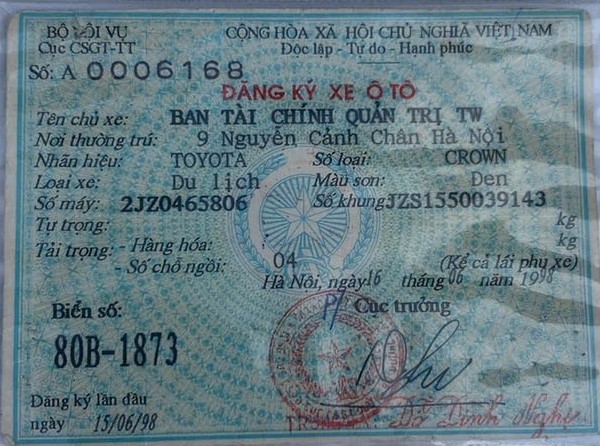 BỘ NỘI VỤ
Cục CSGT-TT
CỘNG HÒA XÃ HỘI CHỦ NGHĨA VIỆT NAM
Độc lập - Tự do - Hạnh phúc
Số: A 0006168
ĐĂNG KÝ XE Ô TÔ
Tên chủ xe: BAN TÀI CHÍNH QUẢN TRỊ TW
Nơi thường trú: 9 Nguyễn Cảnh Chân Hà Nội
Nhãn hiệu: TOYOTA Số loại: CROWN
Loại xe: Du lịch Màu sơn: Đen
Số máy: 2JZ0465806 Số khung JZS1550039143
Tự trọng: kg
Tải trọng: - Hàng hóa: kg
- Số chỗ ngồi: 04 (Kể cả lái phụ xe)
Hà Nội, ngày 16 tháng 06 năm 1998
Biển số: P/ Cục trưởng
80B-1873
Đăng ký lần đầu
ngày 15/06/98
Đỗ Đình Nghị